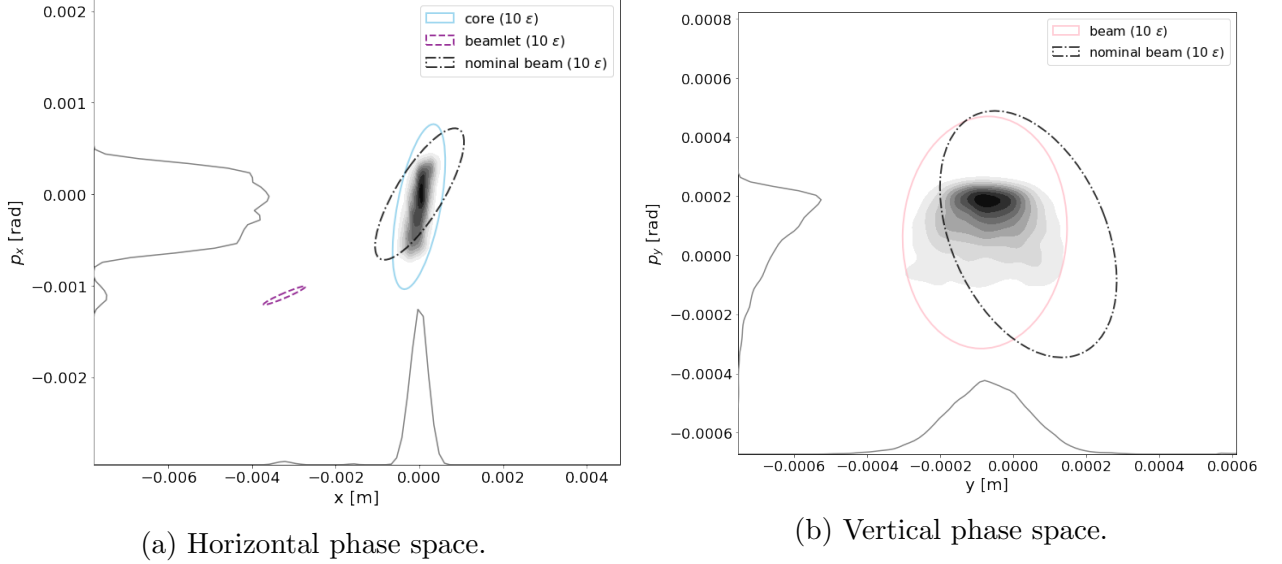 0.002
0.001
0.000
−0.001
−0.002
p_x [rad]
−0.006 −0.004 −0.002 0.000 0.002 0.004
x [m]
core (10 ε)
beamlet (10 ε)
nominal beam (10 ε)
(a) Horizontal phase space.
0.0008
0.0006
0.0004
0.0002
0.0000
−0.0002
−0.0004
−0.0006
p_y [rad]
−0.0006 −0.0004 −0.0002 0.0000 0.0002 0.0004 0.0006
y [m]
beam (10 ε)
nominal beam (10 ε)
(b) Vertical phase space.